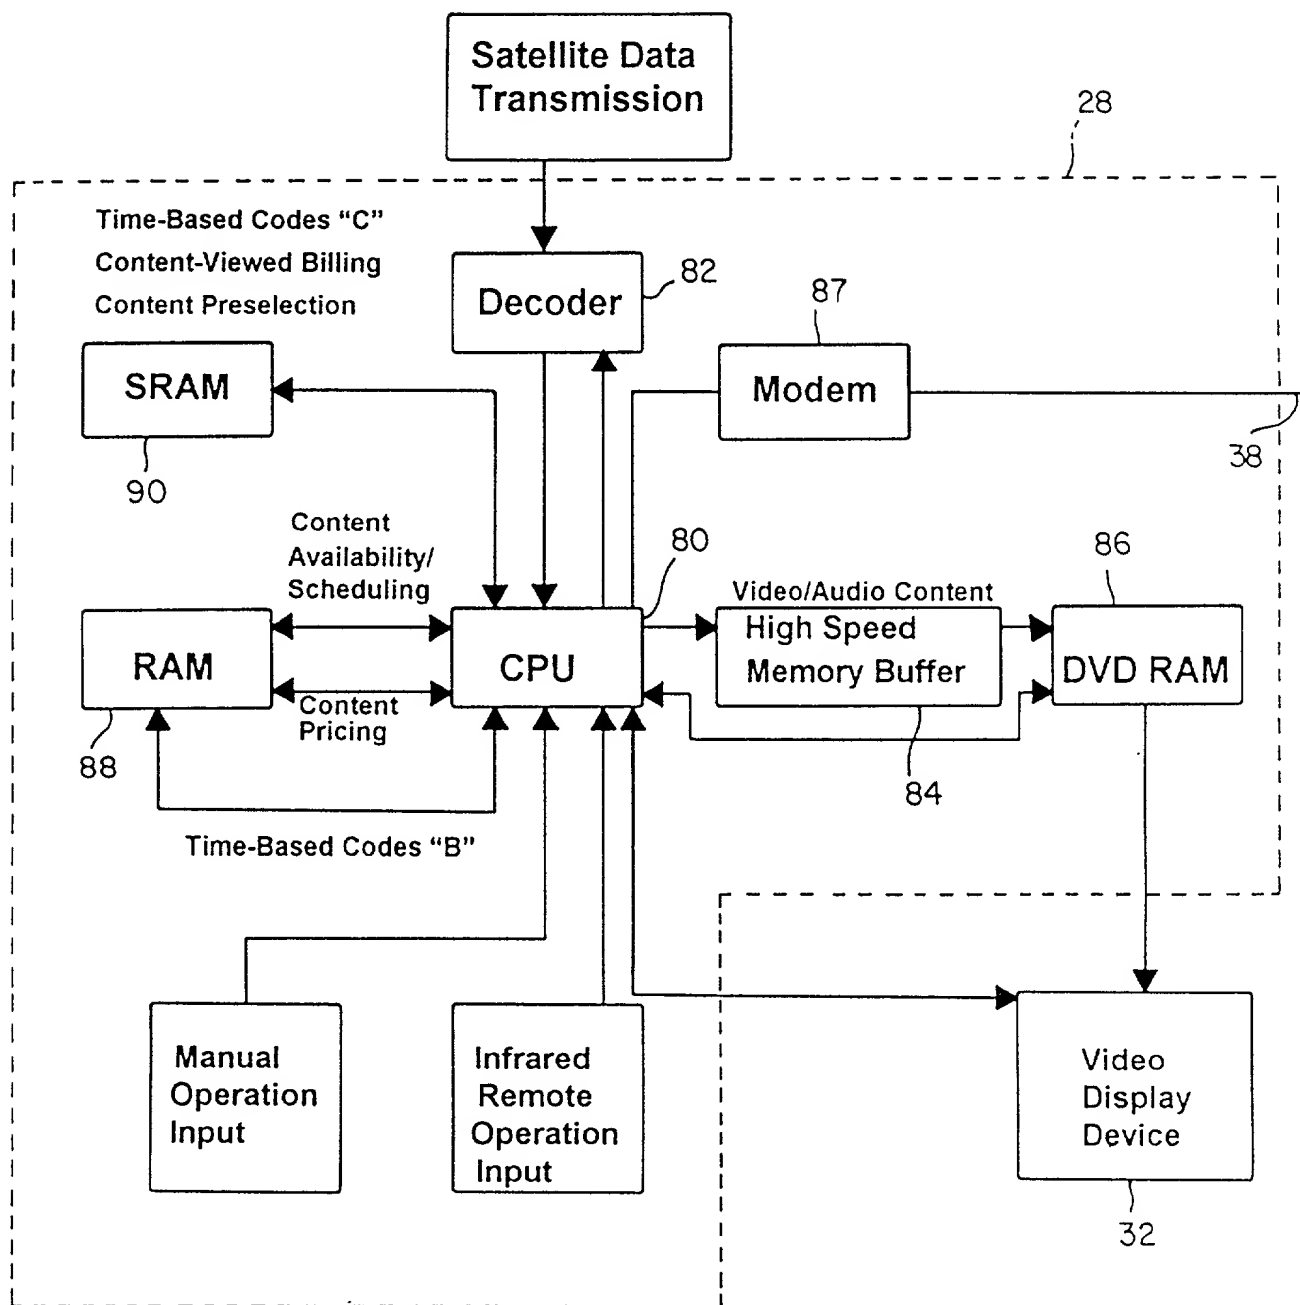 Satellite Data
Transmission
28
Time-Based Codes “C”
Content-Viewed Billing
Content Preselection
Decoder
82
87
SRAM
Modem
90
38
Content
Availability/
Scheduling
80
86
Video/Audio Content
RAM
CPU
High Speed
Memory Buffer
DVD RAM
Content
Pricing
88
84
Time-Based Codes “B”
Manual
Operation
Input
Infrared
Remote
Operation
Input
Video
Display
Device
32